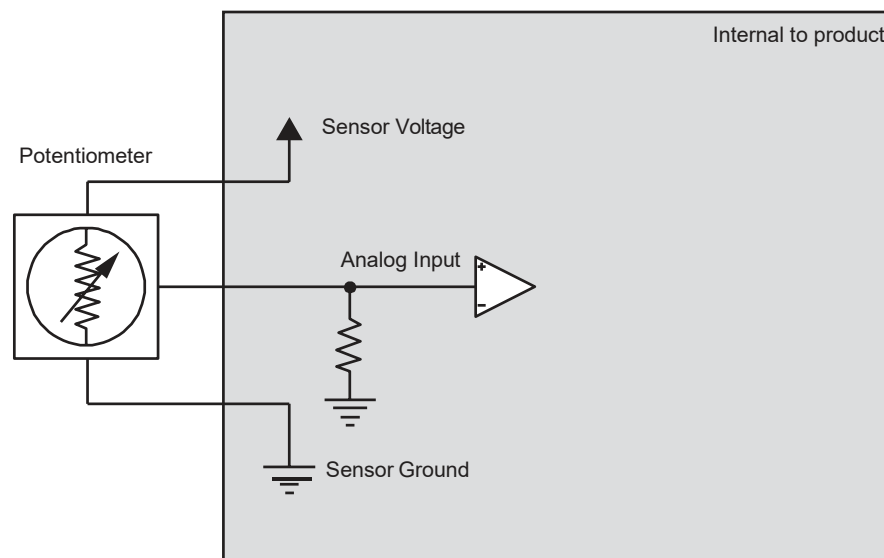 Internal to product
Sensor Voltage
Potentiometer
Analog Input
+
−
Sensor Ground